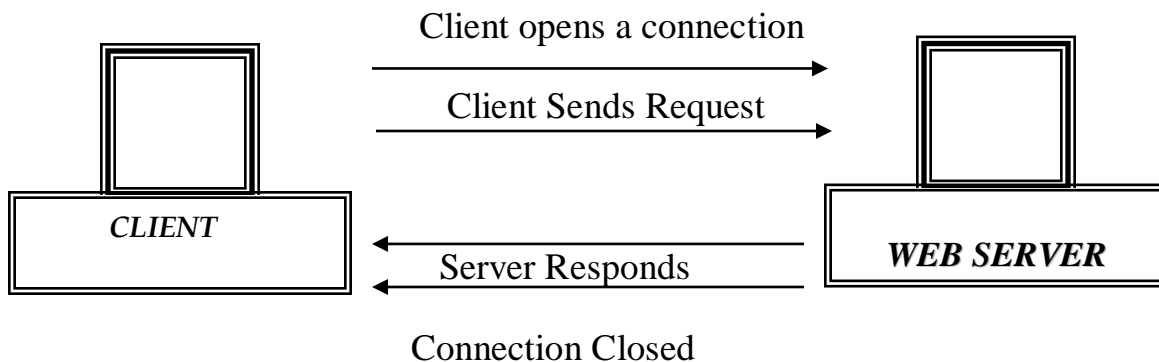 Client opens a connection
Client Sends Request
CLIENT
WEB SERVER
Server Responds
Connection Closed